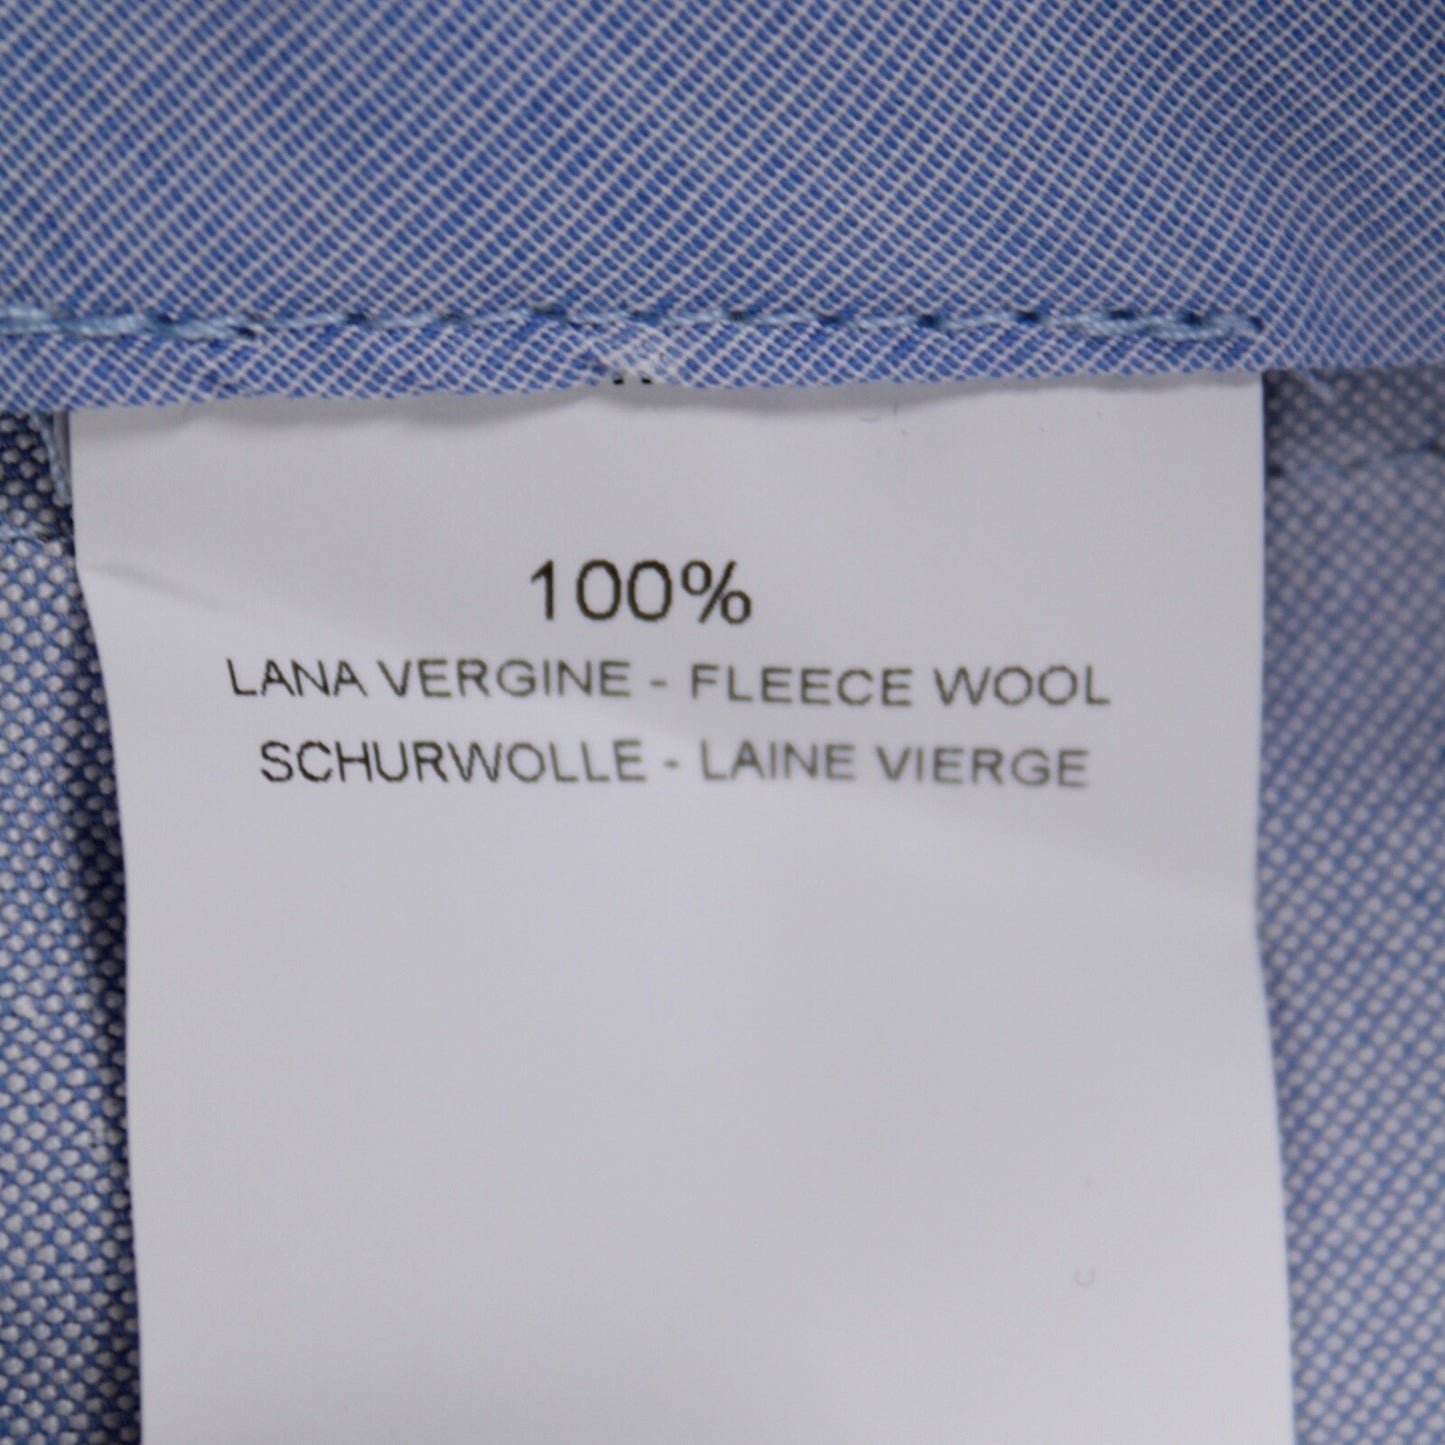 100%
LANA VERGINE - FLEECE WOOL
SCHURWOLLE - LAINE VIERGE